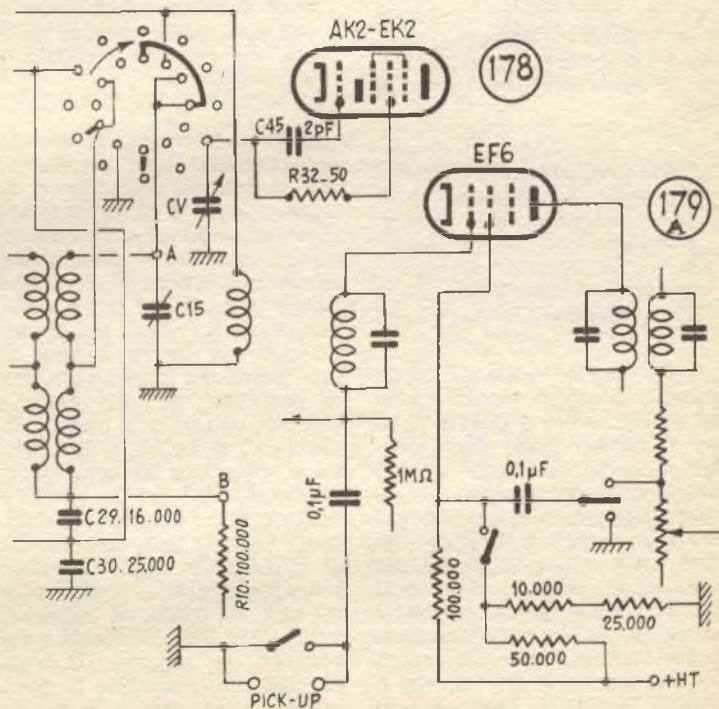 AK2-EK2
178
C45
2pF
R32_50
CV
EF6
179
A
A
C15
B
0,1µF
1MΩ
0,1µF
C29.16.000
C30.25.000
R10.100.000
100.000
10.000
25.000
50.000
+HT
PICK-UP